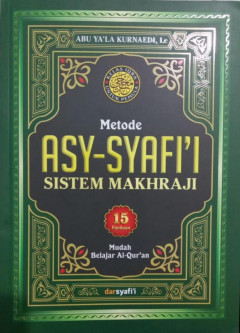 ABU YA'LA KURNAEDI, Lc
Metode
ASY-SYAFI'I
SISTEM MAKHRAJI
15
Mudah
Belajar Al-Qur'an
darsyafi'i